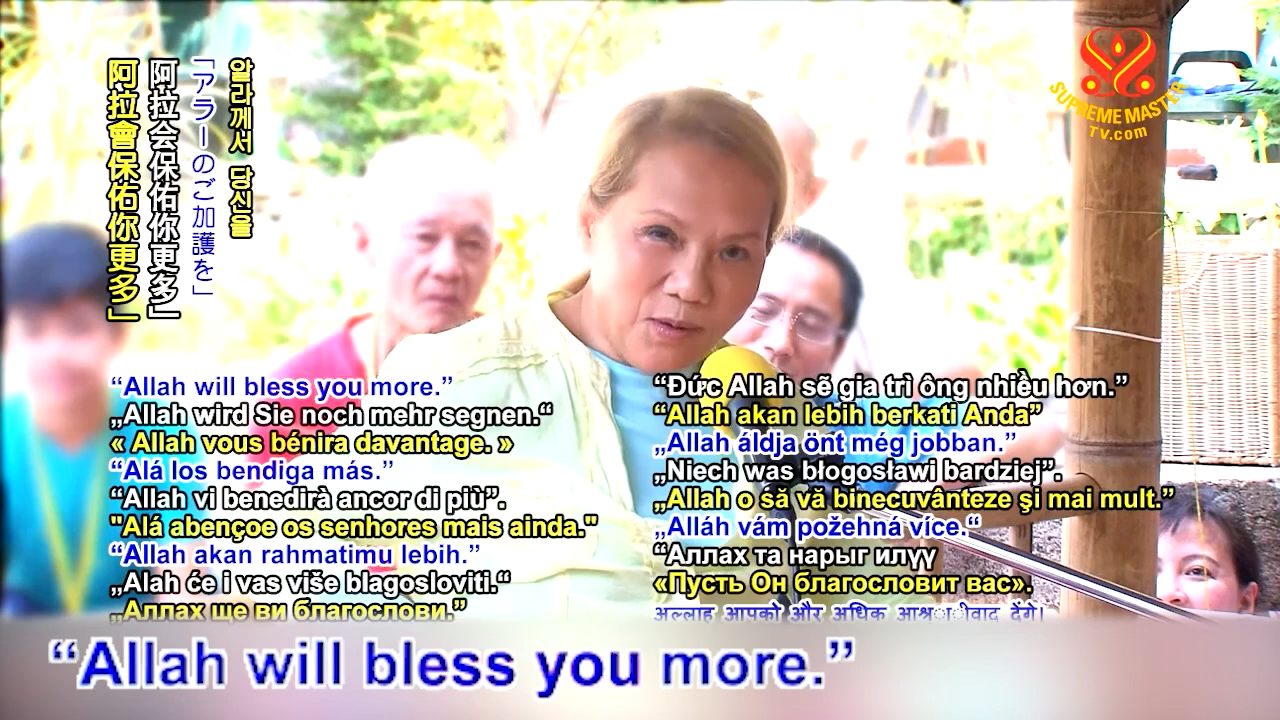 알라께서 당신을
「アラーのご加護を」
阿拉会保佑你更多」
阿拉會保佑你更多」
SUPREME MASTER
TV.com
“Allah will bless you more.”
„Allah wird Sie noch mehr segnen.“
« Allah vous bénira davantage. »
“Alá los bendiga más.”
“Allah vi benedirà ancor di più”.
"Alá abençoe os senhores mais ainda."
“Allah akan rahmatimu lebih.”
„Alah će i vas više blagosloviti.“
„Аллах ще ви благослови.”
“Đức Allah sẽ gia trì ông nhiều hơn.”
“Allah akan lebih berkati Anda”
„Allah áldja önt még jobban.”
„Niech was błogosławi bardziej”.
„Allah o să vă binecuvânteze şi mai mult.”
„Alláh vám požehná více.“
“Аллах та нарыг илүү
«Пусть Он благословит вас».
अल्लाह आपको और अधिक आशीर्वाद देंगे।
“Allah will bless you more.”